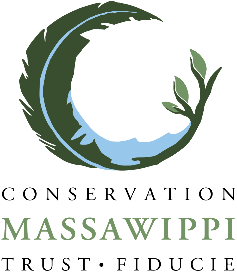 CONSERVATION
MASSAWIPPI
TRUST • FIDUCIE